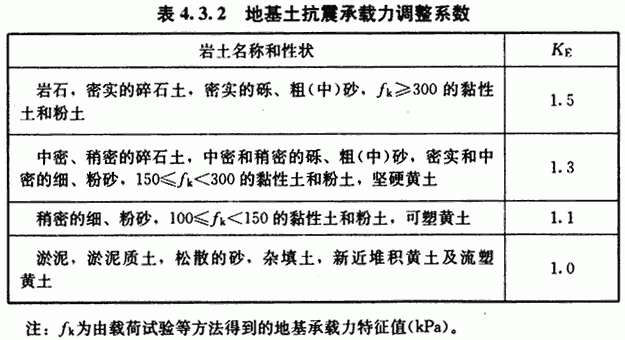 表 4.3.2 地基土抗震承载力调整系数
岩土名称和性状 KE
岩石，密实的碎石土，密实的砾、粗(中)砂，fk≥300 的黏性
土和粉土
1.5
中密、稍密的碎石土，中密和稍密的砾、粗(中)砂，密实和中
密的细、粉砂，150≤fk<300 的黏性土和粉土，坚硬黄土
1.3
稍密的细、粉砂，100≤fk<150 的黏性土和粉土，可塑黄土 1.1
淤泥，淤泥质土，松散的砂，杂填土，新近堆积黄土及流塑
黄土
1.0
注：fk为由载荷试验等方法得到的地基承载力特征值(kPa)。